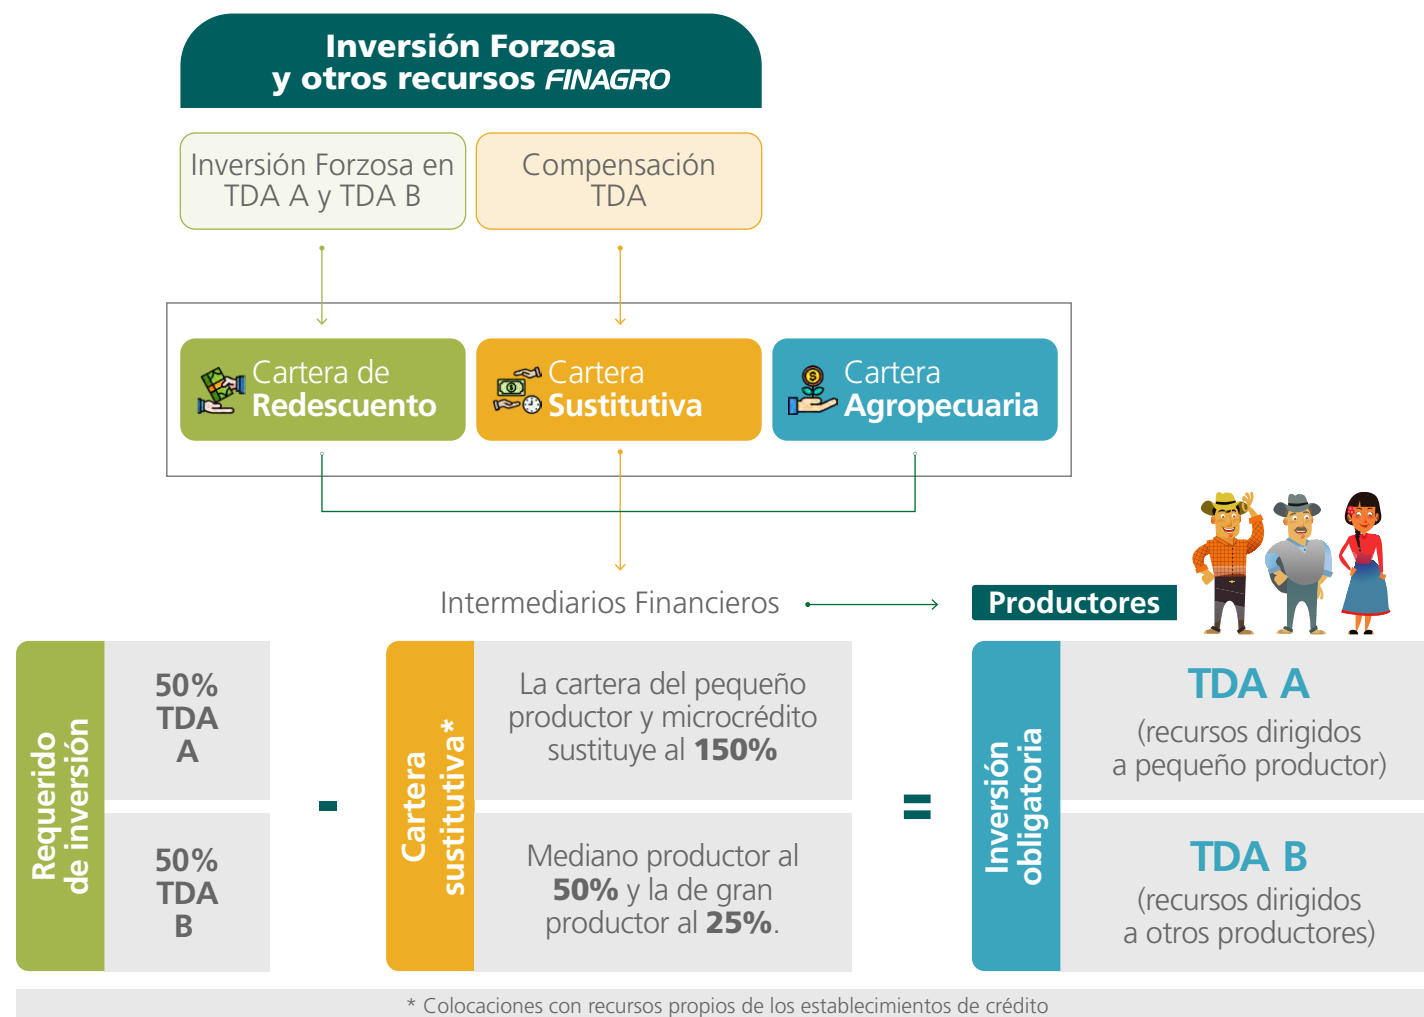 Inversión Forzosa
y otros recursos FINAGRO
Inversión Forzosa en
TDA A y TDA B
Compensación
TDA
Cartera de
Redescuento
Cartera
Sustitutiva
Cartera
Agropecuaria
Intermediarios Financieros
Productores
Requerido
de inversión
50%
TDA
A
50%
TDA
B
-
Cartera
sustitutiva*
La cartera del pequeño
productor y microcrédito
sustituye al 150%
Mediano productor al
50% y la de gran
productor al 25%.
=
Inversión
obligatoria
TDA A
(recursos dirigidos
a pequeño productor)
TDA B
(recursos dirigidos
a otros productores)
* Colocaciones con recursos propios de los establecimientos de crédito